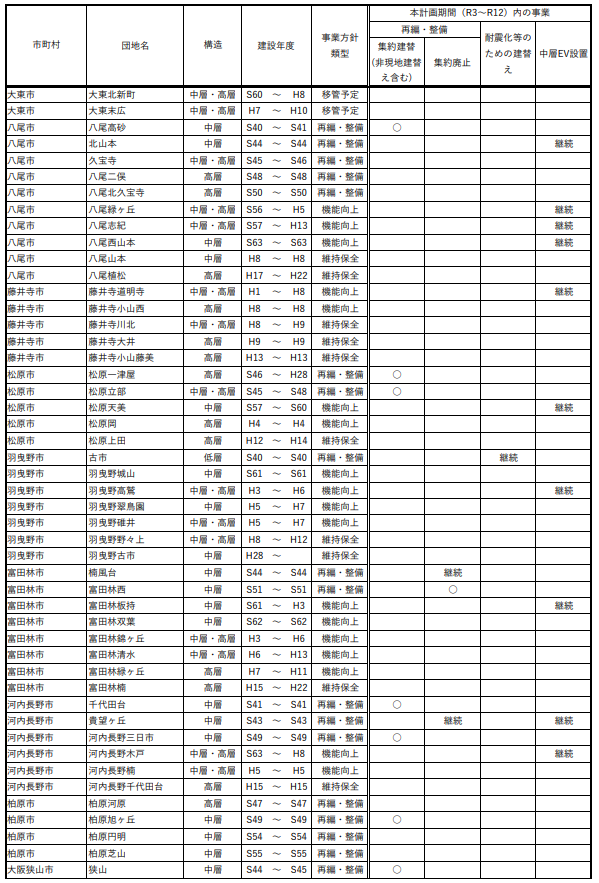 本計画期間（R3～R12）内の事業
市町村 団地名 構造 建設年度 事業方針類型 再編・整備 耐震化等のための建替え 中層EV設置
集約建替（非現地建替え含む） 集約廃止
大東市 大東北新町 中層・高層 S60 ～ H8 移管予定
大東市 大東末広 中層・高層 H7 ～ H10 移管予定
八尾市 八尾高砂 中層 S40 ～ S41 再編・整備 ○
八尾市 北山本 中層 S44 ～ S44 再編・整備 継続
八尾市 久宝寺 中層・高層 S45 ～ S46 再編・整備
八尾市 八尾二俣 高層 S48 ～ S48 再編・整備
八尾市 八尾北久宝寺 高層 S50 ～ S50 再編・整備
八尾市 八尾緑ヶ丘 中層・高層 S56 ～ H5 機能向上 継続
八尾市 八尾志紀 中層・高層 S57 ～ H13 機能向上 継続
八尾市 八尾西山本 中層 S63 ～ S63 機能向上 継続
八尾市 八尾山本 中層 H8 ～ H8 維持保全
八尾市 八尾植松 高層 H17 ～ H22 維持保全
藤井寺市 藤井寺道明寺 中層・高層 H1 ～ H8 機能向上 継続
藤井寺市 藤井寺小山西 高層 H8 ～ H8 機能向上
藤井寺市 藤井寺川北 中層・高層 H8 ～ H9 維持保全
藤井寺市 藤井寺大井 高層 H9 ～ H9 維持保全
藤井寺市 藤井寺小山藤美 高層 H13 ～ H13 維持保全
松原市 松原一津屋 高層 S46 ～ H28 再編・整備 ○
松原市 松原立部 中層・高層 S45 ～ S48 再編・整備 ○
松原市 松原天美 中層 S57 ～ S60 機能向上 継続
松原市 松原岡 高層 H4 ～ H4 機能向上
松原市 松原上田 高層 H12 ～ H14 維持保全
羽曳野市 古市 低層 S40 ～ S40 再編・整備 継続
羽曳野市 羽曳野城山 中層 S61 ～ S61 機能向上
羽曳野市 羽曳野高鷲 中層・高層 H3 ～ H6 機能向上 継続
羽曳野市 羽曳野翠鳥園 中層 H5 ～ H7 機能向上
羽曳野市 羽曳野碓井 中層・高層 H5 ～ H7 機能向上
羽曳野市 羽曳野野々上 中層・高層 H8 ～ H12 維持保全
羽曳野市 羽曳野古市 中層 H28 ～ 維持保全
富田林市 楠風台 中層 S44 ～ S44 再編・整備 継続
富田林市 富田林西 中層 S51 ～ S51 再編・整備 ○
富田林市 富田林板持 中層 S61 ～ H3 機能向上 継続
富田林市 富田林双葉 中層 S62 ～ S62 機能向上
富田林市 富田林錦ヶ丘 中層・高層 H3 ～ H6 機能向上
富田林市 富田林清水 中層・高層 H6 ～ H13 機能向上
富田林市 富田林緑ヶ丘 高層 H7 ～ H11 機能向上
富田林市 富田林楠 高層 H15 ～ H22 維持保全
河内長野市 千代田台 中層 S41 ～ S41 再編・整備 ○
河内長野市 貴望ヶ丘 中層 S43 ～ S43 再編・整備 継続 継続
河内長野市 河内長野三日市 中層 S49 ～ S49 再編・整備 ○
河内長野市 河内長野木戸 中層・高層 S63 ～ H8 機能向上 継続
河内長野市 河内長野楠 中層・高層 H5 ～ H5 機能向上
河内長野市 河内長野千代田台 高層 H15 ～ H15 維持保全
柏原市 柏原河原 高層 S47 ～ S47 再編・整備
柏原市 柏原旭ヶ丘 中層 S49 ～ S49 再編・整備 ○
柏原市 柏原円明 中層 S54 ～ S54 再編・整備
柏原市 柏原芝山 中層 S55 ～ S55 再編・整備
大阪狭山市 狭山 中層 S44 ～ S45 再編・整備 ○